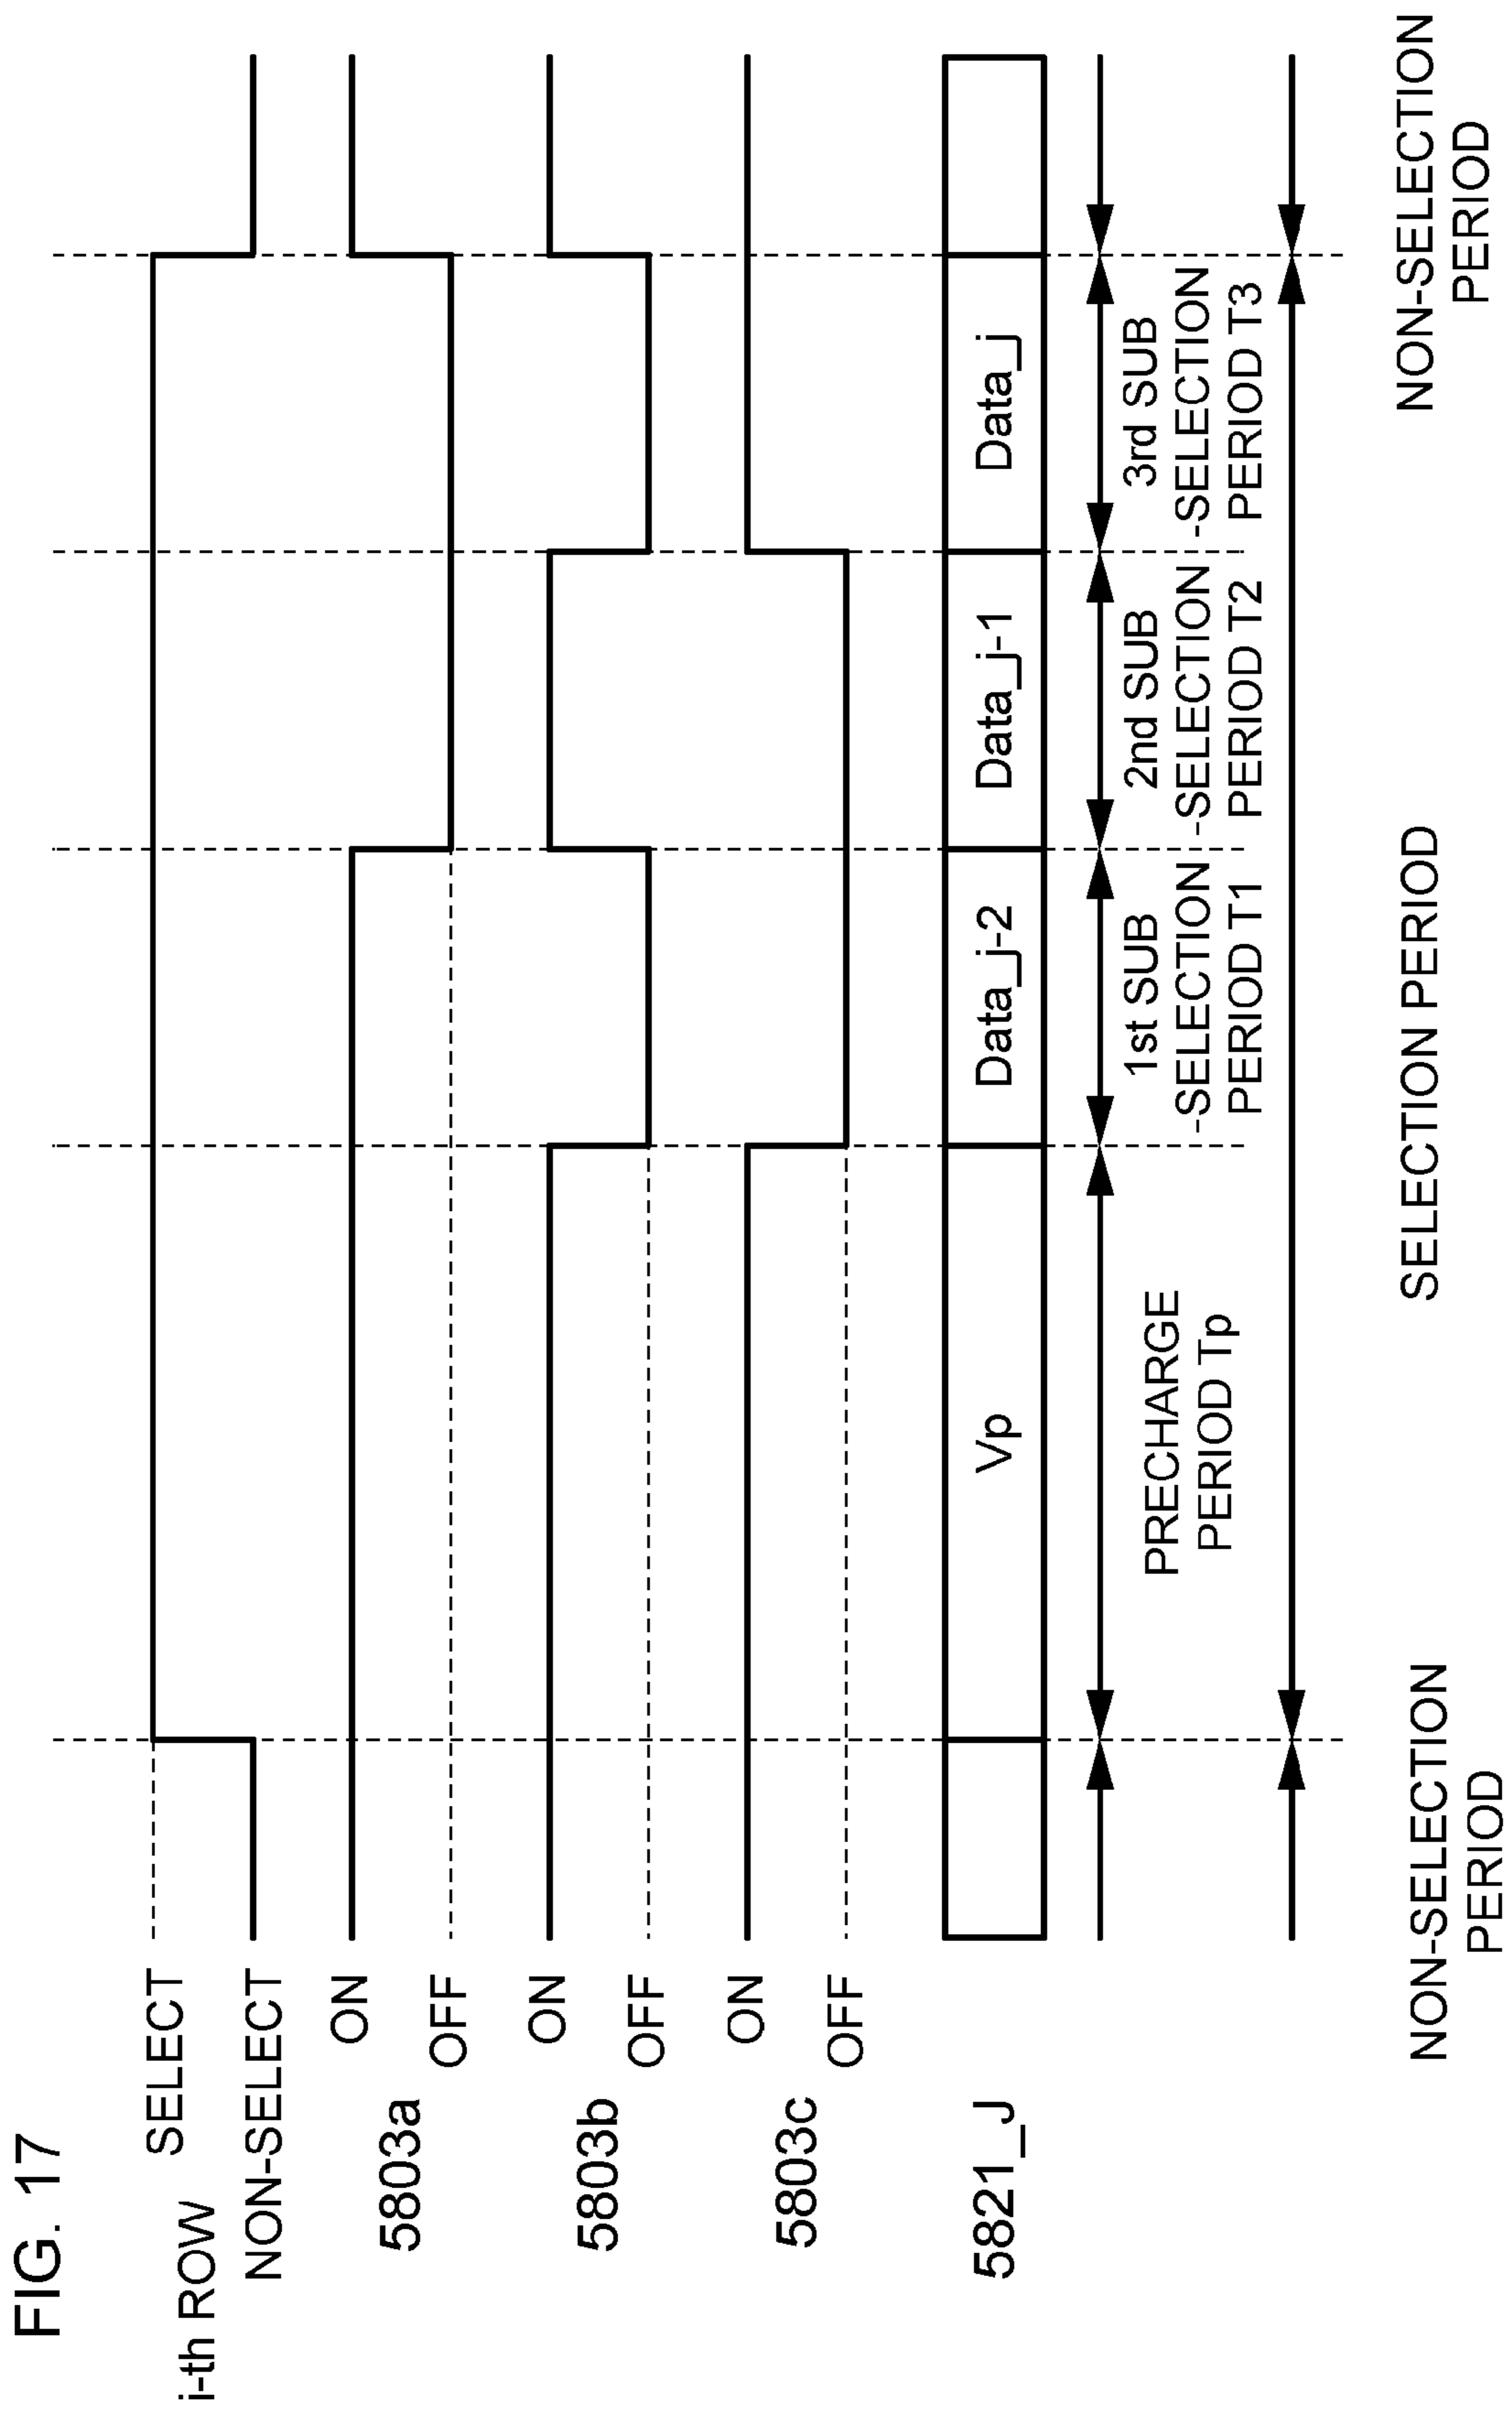 FIG. 17
i-th ROW
SELECT
NON-SELECT
5803a
ON
OFF
5803b
ON
OFF
5803c
ON
OFF
5821_J
Vp
Data_j-2
Data_j-1
Data_j
PRECHARGE
PERIOD Tp
1st SUB
-SELECTION
PERIOD T1
2nd SUB
-SELECTION
PERIOD T2
3rd SUB
-SELECTION
PERIOD T3
NON-SELECTION
PERIOD
SELECTION PERIOD
NON-SELECTION
PERIOD